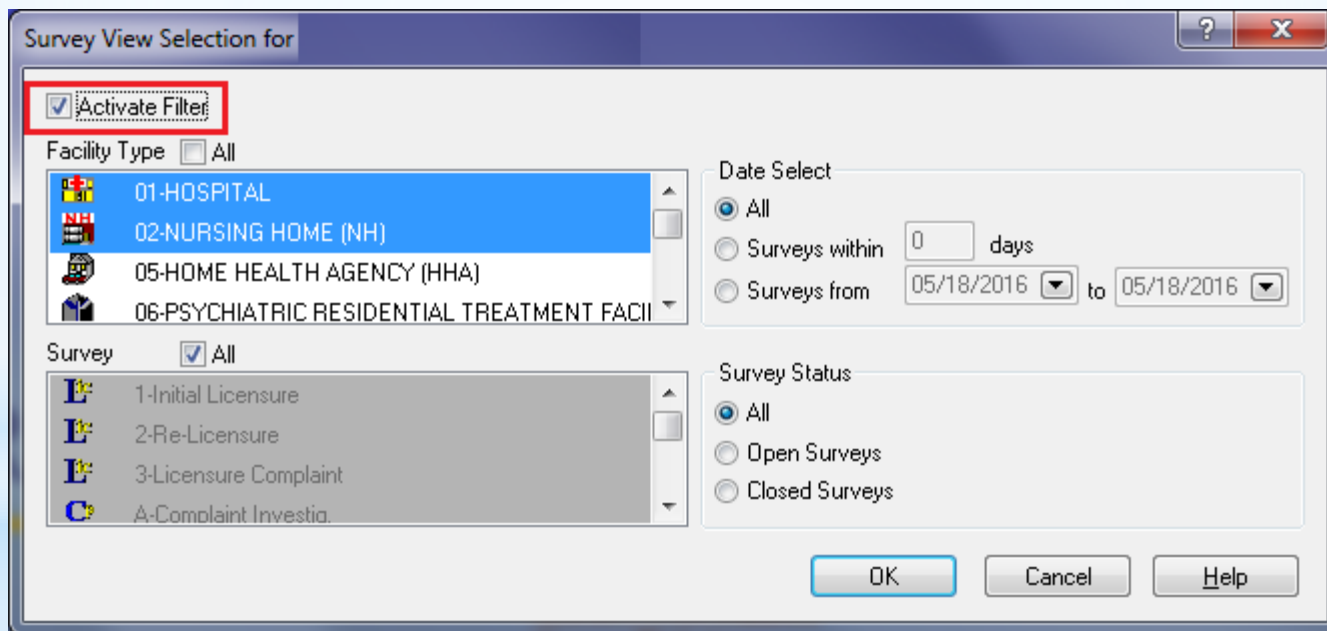 Survey View Selection for
Activate Filter
Facility Type All
01-HOSPITAL
02-NURSING HOME (NH)
05-HOME HEALTH AGENCY (HHA)
06-PSYCHIATRIC RESIDENTIAL TREATMENT FACII
Survey All
1-Initial Licensure
2-Re-Licensure
3-Licensure Complaint
A-Complaint Investig.
Date Select
All
Surveys within 0 days
Surveys from 05/18/2016 to 05/18/2016
Survey Status
All
Open Surveys
Closed Surveys
OK Cancel Help